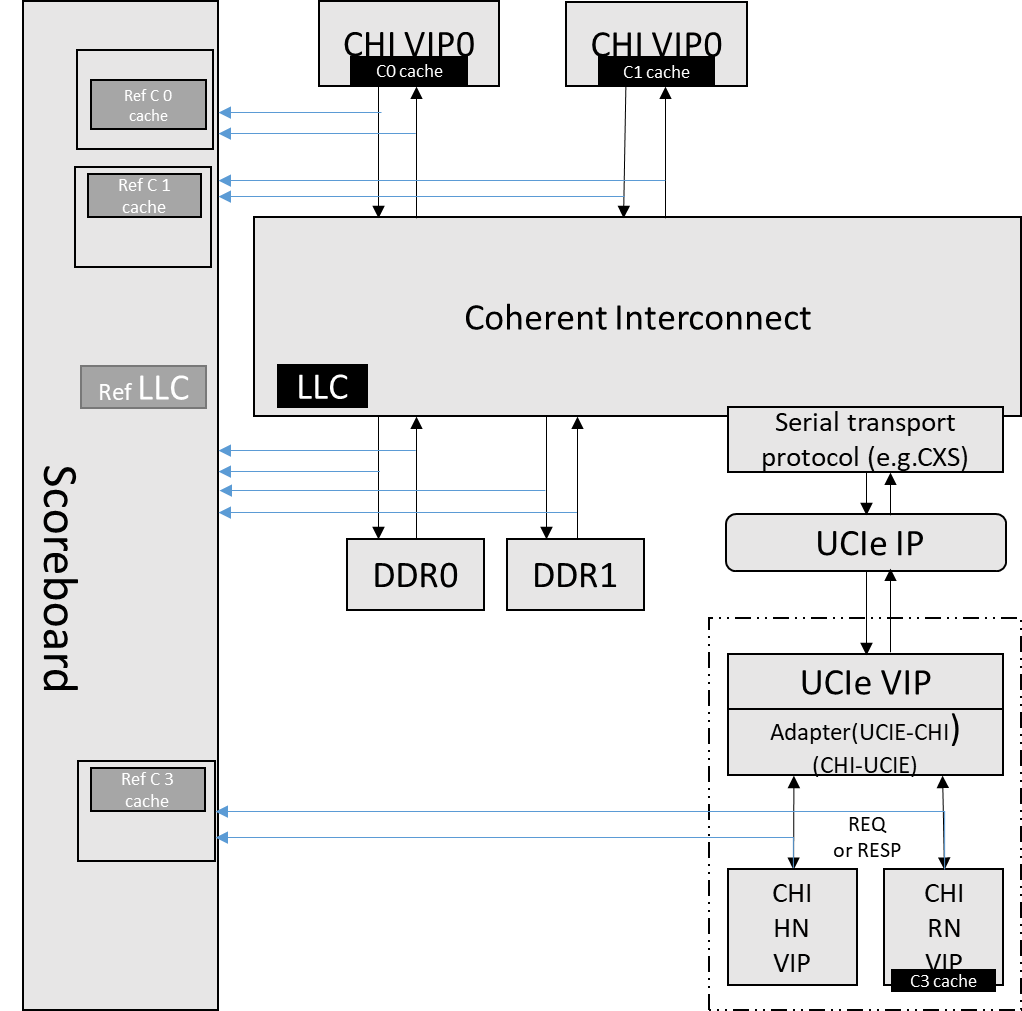 CHI VIP0
C0 cache
CHI VIP0
C1 cache
Ref C 0
cache
Ref C 1
cache
Coherent Interconnect
Ref LLC
LLC
Serial transport
protocol (e.g.CXS)
Scoreboard
UCIe IP
DDR0
DDR1
UCIe VIP
Adapter(UCIE-CHI)
(CHI-UCIE)
Ref C 3
cache
REQ
or RESP
CHI
HN
VIP
CHI
RN
VIP
C3 cache